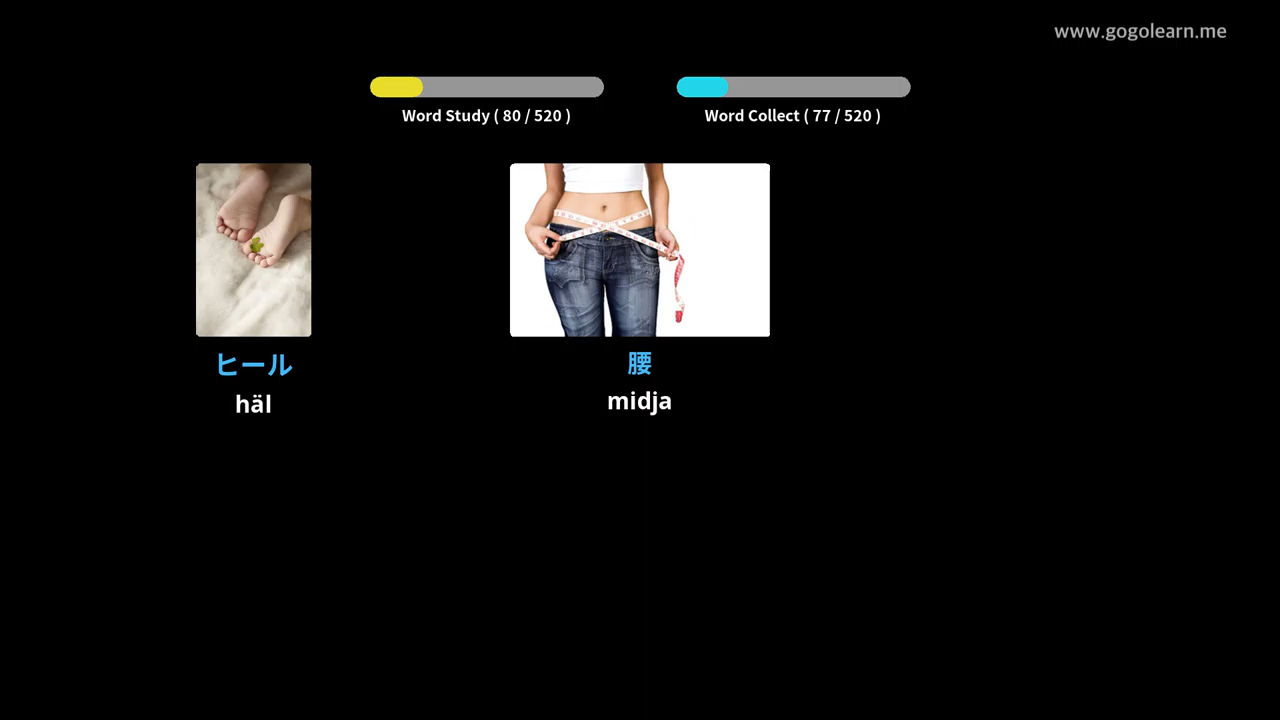 www.gogolearn.me
Word Study ( 80 / 520 )
Word Collect ( 77 / 520 )
ヒール
häl
腰
midja